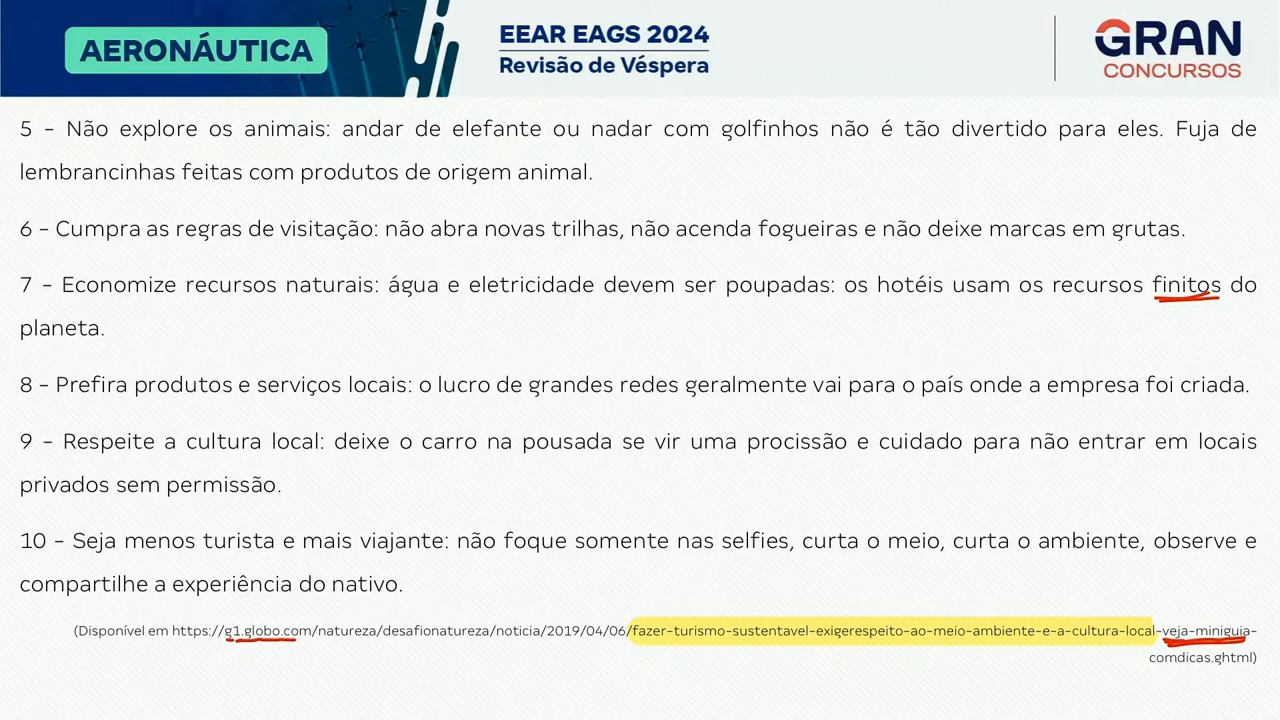 AERONÁUTICA
EEAR EAGS 2024
Revisão de Véspera
GRAN
CONCURSOS
5 - Não explore os animais: andar de elefante ou nadar com golfinhos não é tão divertido para eles. Fuja de
lembrancinhas feitas com produtos de origem animal.
6 - Cumpra as regras de visitação: não abra novas trilhas, não acenda fogueiras e não deixe marcas em grutas.
7 - Economize recursos naturais: água e eletricidade devem ser poupadas: os hotéis usam os recursos finitos do
planeta.
8 - Prefira produtos e serviços locais: o lucro de grandes redes geralmente vai para o país onde a empresa foi criada.
9 - Respeite a cultura local: deixe o carro na pousada se vir uma procissão e cuidado para não entrar em locais
privados sem permissão.
10 - Seja menos turista e mais viajante: não foque somente nas selfies, curta o meio, curta o ambiente, observe e
compartilhe a experiência do nativo.
(Disponível em https://g1.globo.com/natureza/desafionatureza/noticia/2019/04/06/fazer-turismo-sustentavel-exigerespeito-ao-meio-ambiente-e-a-cultura-local-veja-miniguia-
comdicas.ghtml)